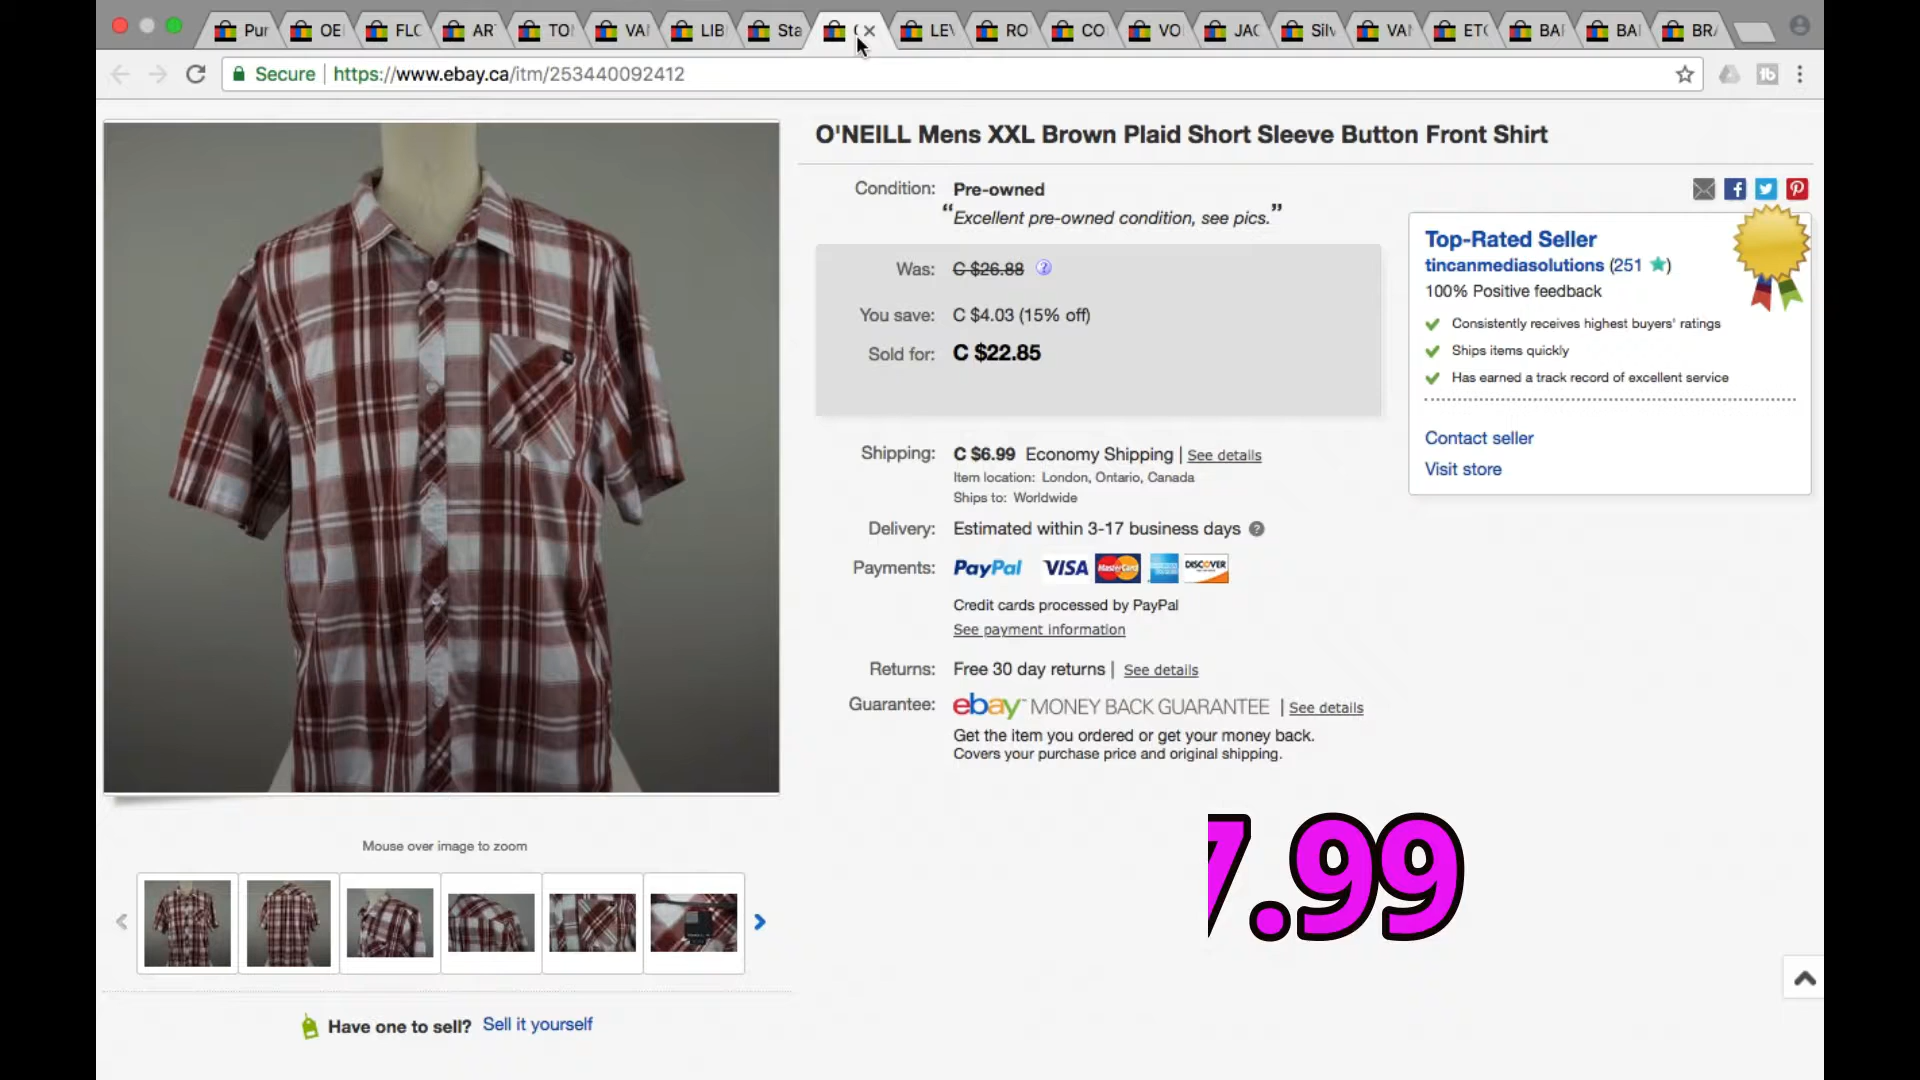 Pur OE FLO AR TO VA LIB Sta LEV RO CO VO JAC Silv VAN ETC BAR BA BRA
Secure https://www.ebay.ca/itm/253440092412
O'NEILL Mens XXL Brown Plaid Short Sleeve Button Front Shirt
Condition: Pre-owned
“Excellent pre-owned condition, see pics.”
Was: C $26.88
You save: C $4.03 (15% off)
Sold for: C $22.85
Top-Rated Seller
tincanmediasolutions (251)
100% Positive feedback
Consistently receives highest buyers' ratings
Ships items quickly
Has earned a track record of excellent service
Contact seller
Visit store
Shipping: C $6.99 Economy Shipping | See details
Item location: London, Ontario, Canada
Ships to: Worldwide
Delivery: Estimated within 3-17 business days
Payments: PayPal VISA MasterCard DISCOVER
Credit cards processed by PayPal
See payment information
Returns: Free 30 day returns | See details
Guarantee: ebay MONEY BACK GUARANTEE | See details
Get the item you ordered or get your money back.
Covers your purchase price and original shipping.
7.99
Mouse over image to zoom
Have one to sell? Sell it yourself